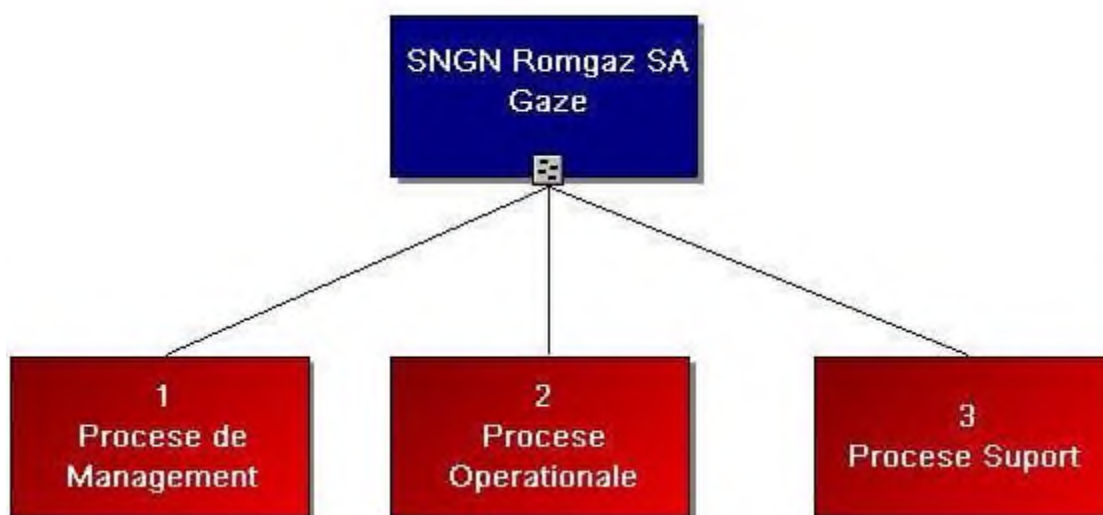 SNGN Romgaz SA
Gaze
1
Procese de
Management
2
Procese
Operationale
3
Procese Suport